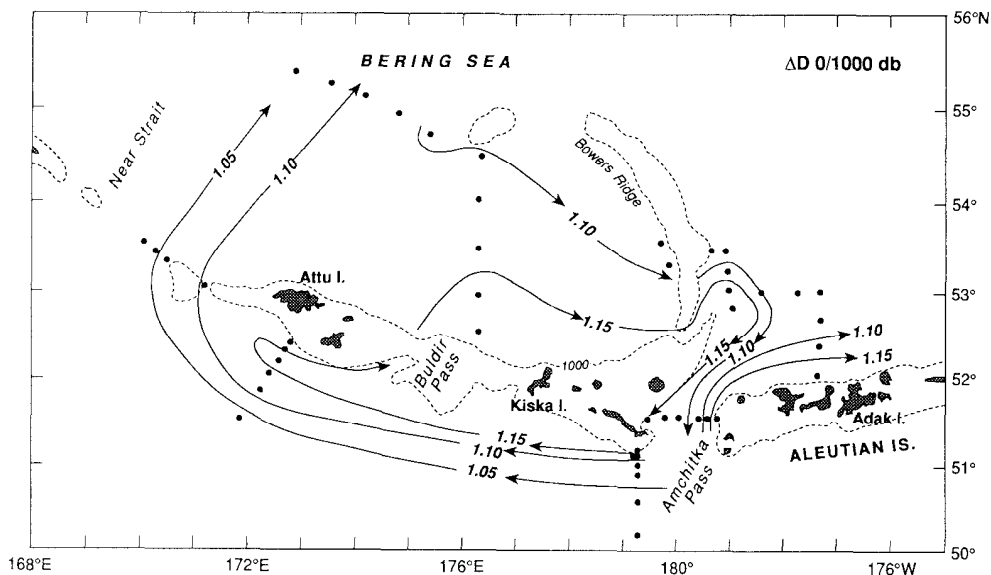 56°N
BERING SEA
ΔD 0/1000 db
Near Strait
1.05
1.10
55°
Bowers Ridge
1.10
54°
Attu I.
53°
1.15
1.10
1.15
1000
1.15
1.10
Buldir
Pass
52°
Kiska I.
Adak I.
1.15
1.10
1.05
Amchitka
Pass
ALEUTIAN IS.
51°
50°
168°E
172°E
176°E
180°
176°W